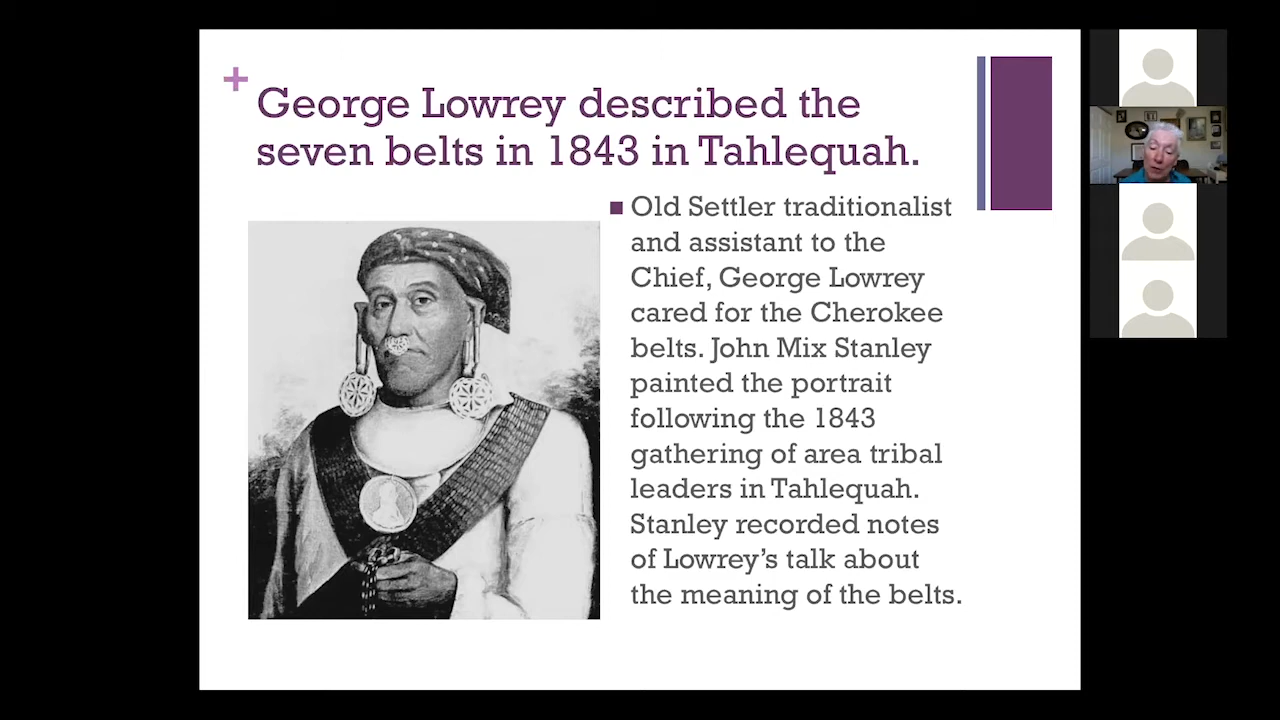 +
George Lowrey described the
seven belts in 1843 in Tahlequah.
Old Settler traditionalist
and assistant to the
Chief, George Lowrey
cared for the Cherokee
belts. John Mix Stanley
painted the portrait
following the 1843
gathering of area tribal
leaders in Tahlequah.
Stanley recorded notes
of Lowrey’s talk about
the meaning of the belts.